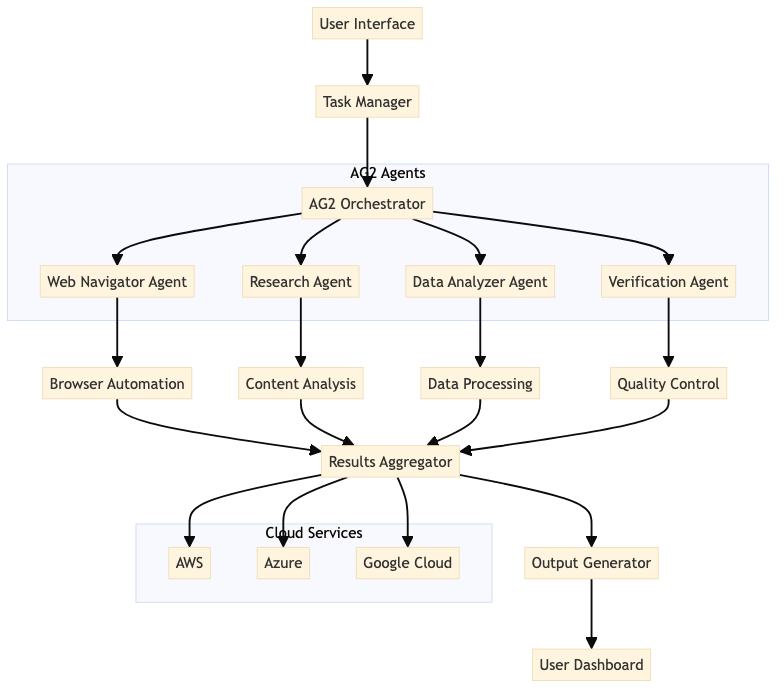 User Interface
Task Manager
AG2 Agents
AG2 Orchestrator
Web Navigator Agent
Research Agent
Data Analyzer Agent
Verification Agent
Browser Automation
Content Analysis
Data Processing
Quality Control
Results Aggregator
Cloud Services
AWS
Azure
Google Cloud
Output Generator
User Dashboard